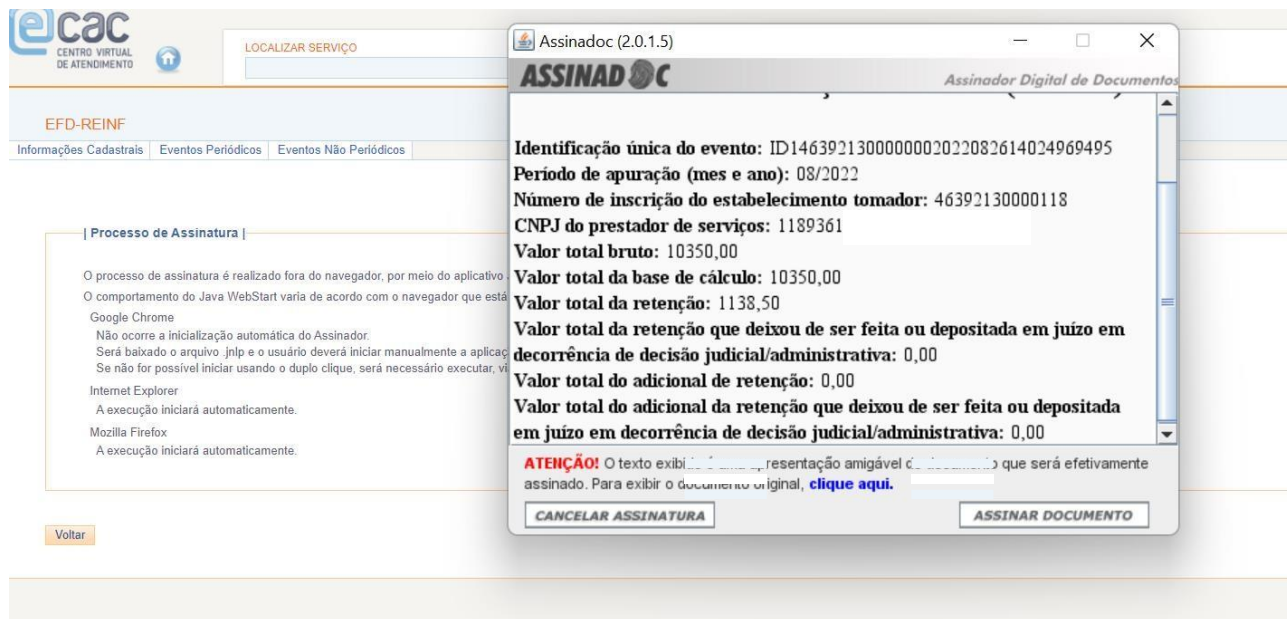 e CAC
CENTRO VIRTUAL
DE ATENDIMENTO
LOCALIZAR SERVIÇO
EFD-REINF
Informações Cadastrais Eventos Periódicos Eventos Não Periódicos
| Processo de Assinatura |
O processo de assinatura é realizado fora do navegador, por meio do aplicativo
O comportamento do Java WebStart varia de acordo com o navegador que está
Google Chrome
Não ocorre a inicialização automática do Assinador.
Será baixado o arquivo .jnlp e o usuário deverá iniciar manualmente a aplicaç
Se não for possível iniciar usando o duplo clique, será necessário executar, vi
Internet Explorer
A execução iniciará automaticamente.
Mozilla Firefox
A execução iniciará automaticamente.
Voltar
Assinadoc (2.0.1.5)
ASSINADOC
Assinador Digital de Documentos
Identificação única do evento: ID1463921300000002022082614024969495
Período de apuração (mes e ano): 08/2022
Número de inscrição do estabelecimento tomador: 46392130000118
CNPJ do prestador de serviços: 1189361
Valor total bruto: 10350,00
Valor total da base de cálculo: 10350,00
Valor total da retenção: 1138,50
Valor total da retenção que deixou de ser feita ou depositada em juízo em
decorrência de decisão judicial/administrativa: 0,00
Valor total do adicional de retenção: 0,00
Valor total do adicional da retenção que deixou de ser feita ou depositada
em juízo em decorrência de decisão judicial/administrativa: 0,00
ATENÇÃO! O texto exibido é uma apresentação amigável do documento que será efetivamente
assinado. Para exibir o documento original, clique aqui.
CANCELAR ASSINATURA
ASSINAR DOCUMENTO